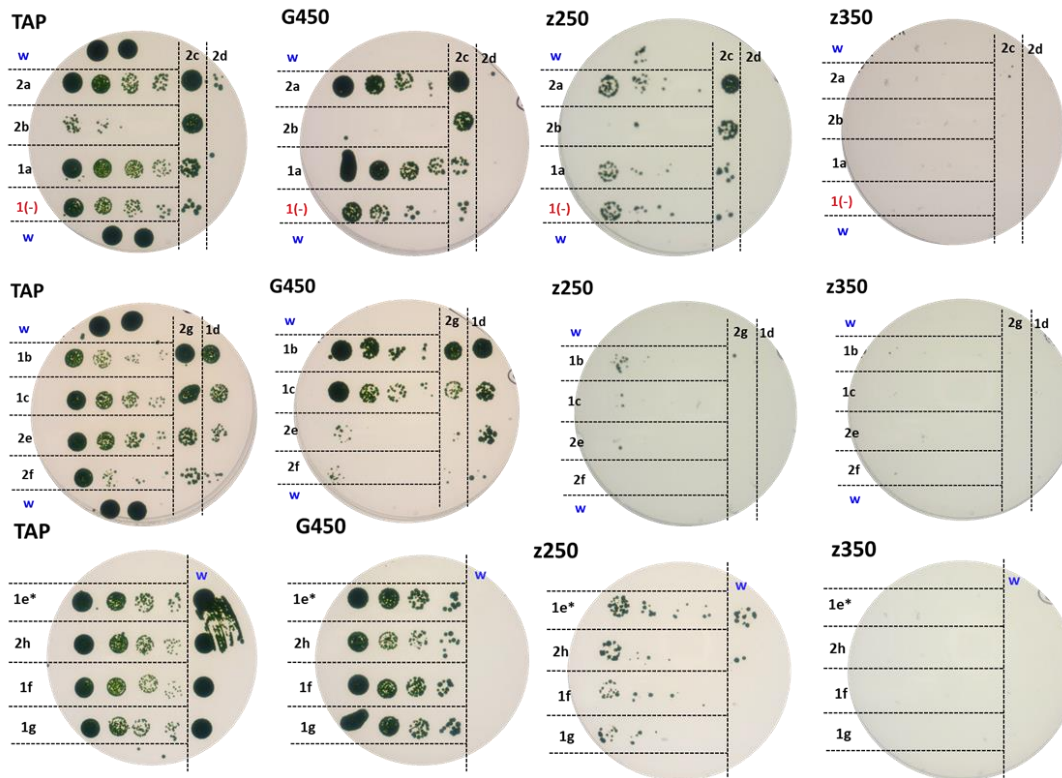 TAP G450 z250 z350
w 2c 2d w 2c 2d w 2c 2d w 2c 2d
2a 2a 2a 2a
2b 2b 2b 2b
1a 1a 1a 1a
1(-) 1(-) 1(-) 1(-)
w w w w
TAP G450 z250 z350
w 2g 1d w 2g 1d w 2g 1d w 2g 1d
1b 1b 1b 1b
1c 1c 1c 1c
2e 2e 2e 2e
2f 2f 2f 2f
w w w w
TAP G450 z250 z350
w w w w
1e* 1e* 1e* 1e*
2h 2h 2h 2h
1f 1f 1f 1f
1g 1g 1g 1g